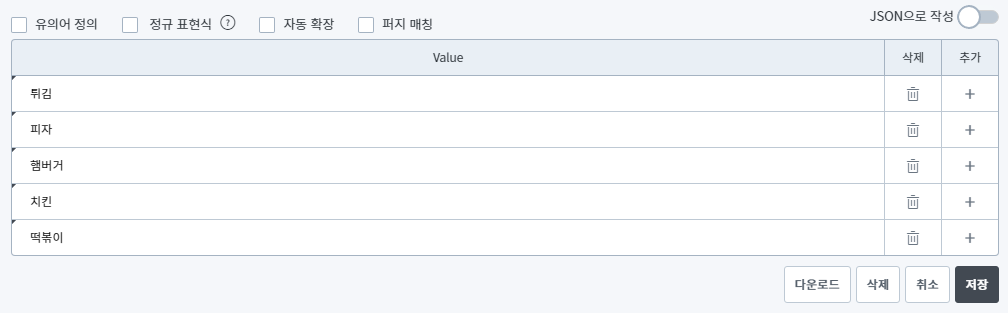 유의어 정의 정규 표현식 ? 자동 확장 퍼지 매칭 JSON으로 작성
Value 삭제 추가
튀김
피자
햄버거
치킨
떡볶이
다운로드 삭제 취소 저장